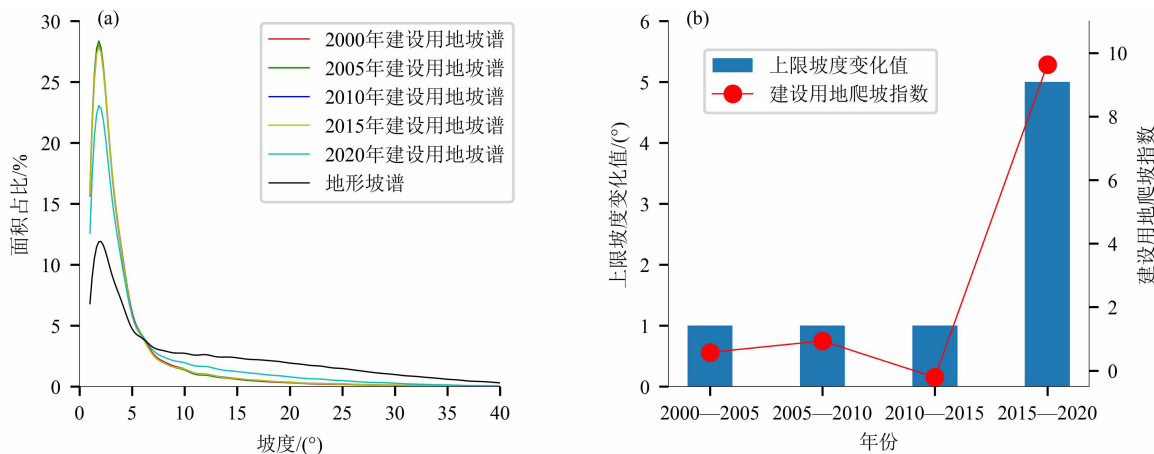 (a)
30
25
20
15
10
5
0
面积占比/%
2000年建设用地坡谱
2005年建设用地坡谱
2010年建设用地坡谱
2015年建设用地坡谱
2020年建设用地坡谱
地形坡谱
0 5 10 15 20 25 30 35 40
坡度/(°)
(b)
6
5
4
3
2
1
0
上限坡度变化值/(°)
上限坡度变化值
建设用地爬坡指数
10
8
6
4
2
0
建设用地爬坡指数
2000—2005 2005—2010 2010—2015 2015—2020
年份